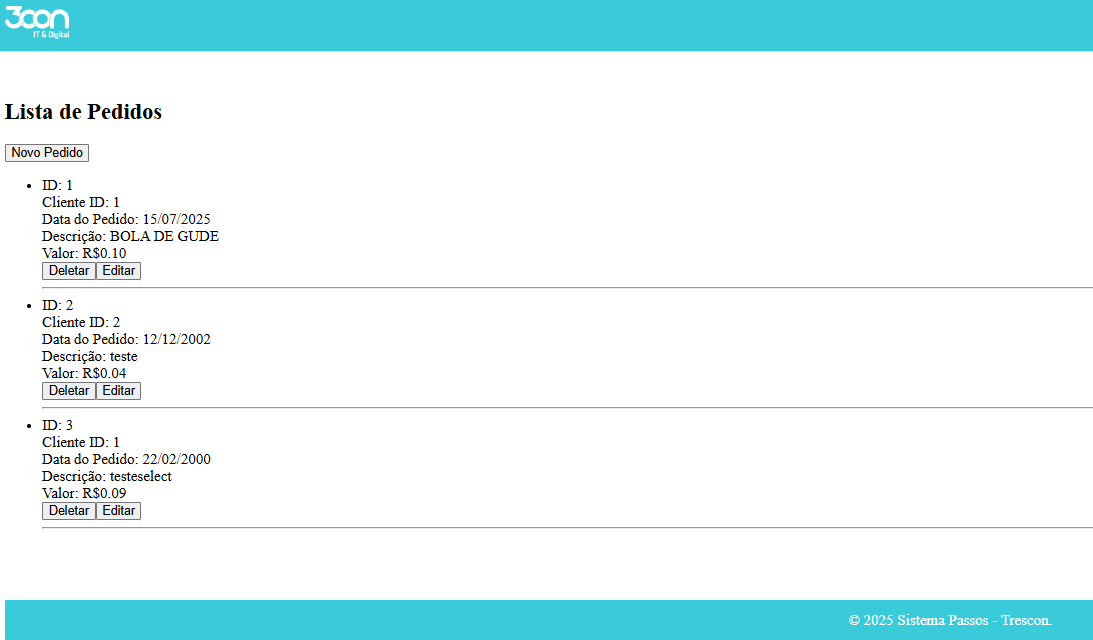 3con
IT & Digital
Lista de Pedidos
Novo Pedido
ID: 1
Cliente ID: 1
Data do Pedido: 15/07/2025
Descrição: BOLA DE GUDE
Valor: R$0.10
Deletar Editar
ID: 2
Cliente ID: 2
Data do Pedido: 12/12/2002
Descrição: teste
Valor: R$0.04
Deletar Editar
ID: 3
Cliente ID: 1
Data do Pedido: 22/02/2000
Descrição: testeselect
Valor: R$0.09
Deletar Editar
© 2025 Sistema Passos - Trescon.